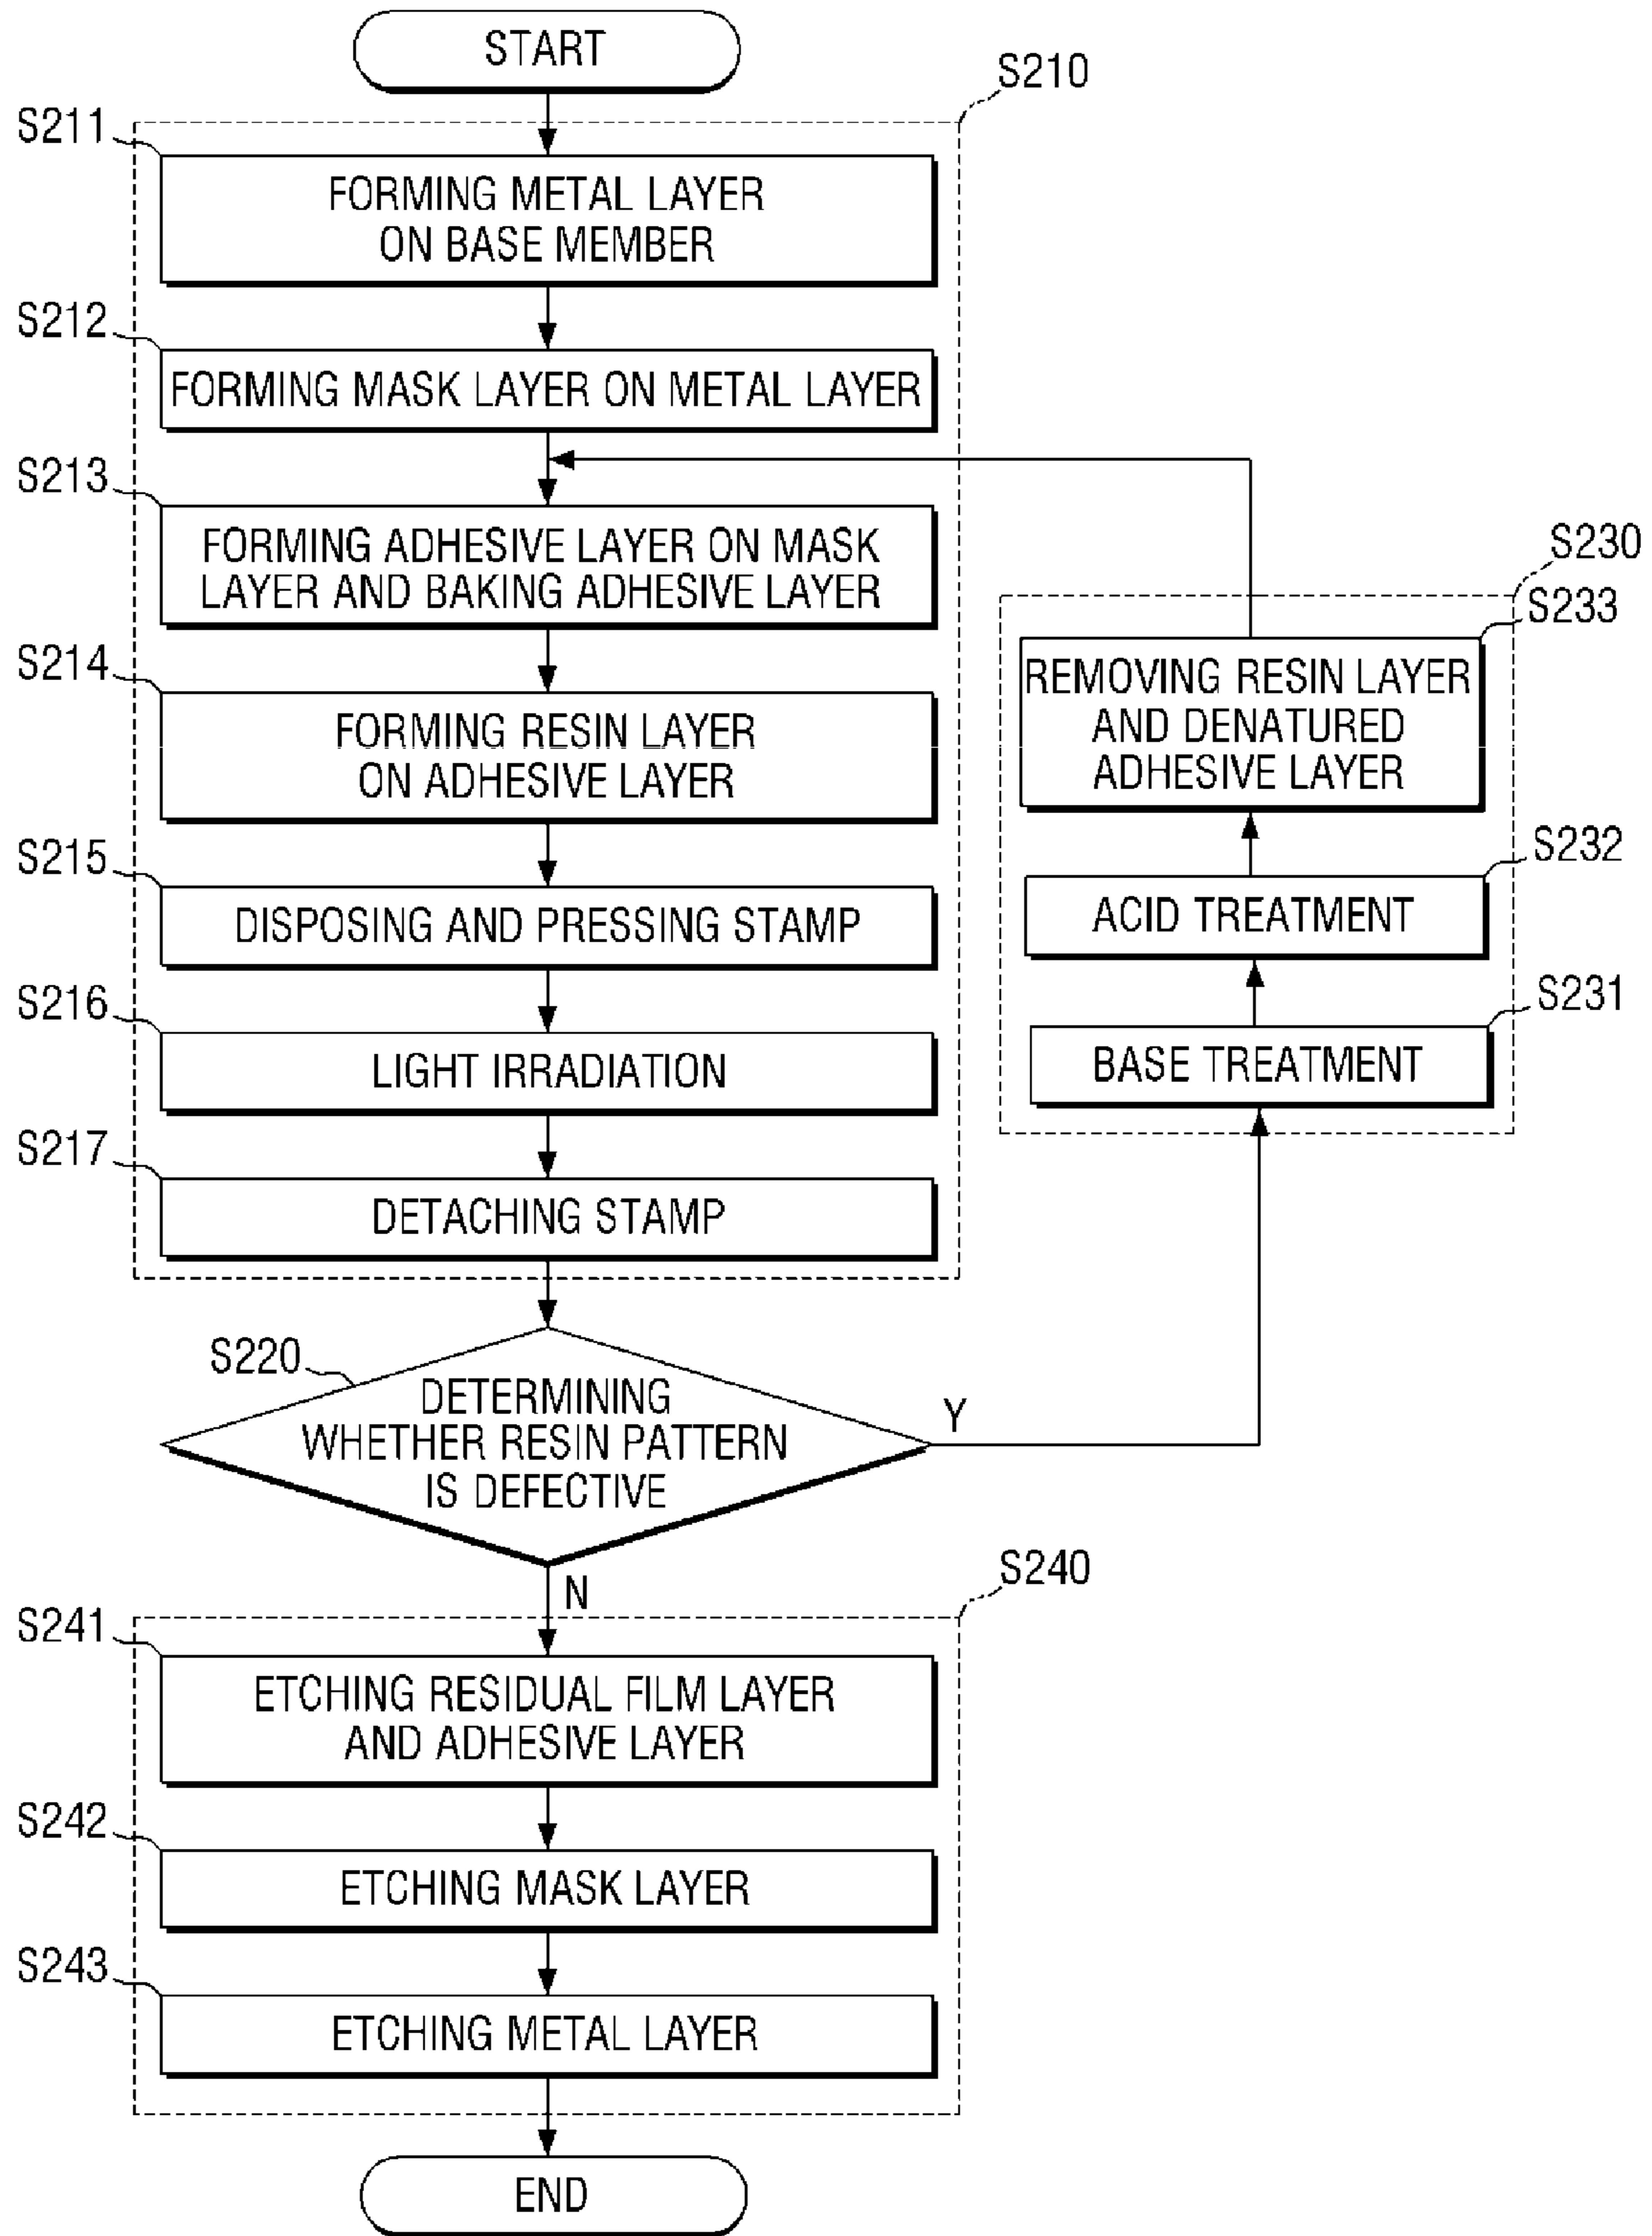 START
S210
S211
FORMING METAL LAYER
ON BASE MEMBER
S212
FORMING MASK LAYER ON METAL LAYER
S213
FORMING ADHESIVE LAYER ON MASK
LAYER AND BAKING ADHESIVE LAYER
S214
FORMING RESIN LAYER
ON ADHESIVE LAYER
S215
DISPOSING AND PRESSING STAMP
S216
LIGHT IRRADIATION
S217
DETACHING STAMP
S220
DETERMINING
WHETHER RESIN PATTERN
IS DEFECTIVE
Y
N
S230
S233
REMOVING RESIN LAYER
AND DENATURED
ADHESIVE LAYER
S232
ACID TREATMENT
S231
BASE TREATMENT
S240
S241
ETCHING RESIDUAL FILM LAYER
AND ADHESIVE LAYER
S242
ETCHING MASK LAYER
S243
ETCHING METAL LAYER
END